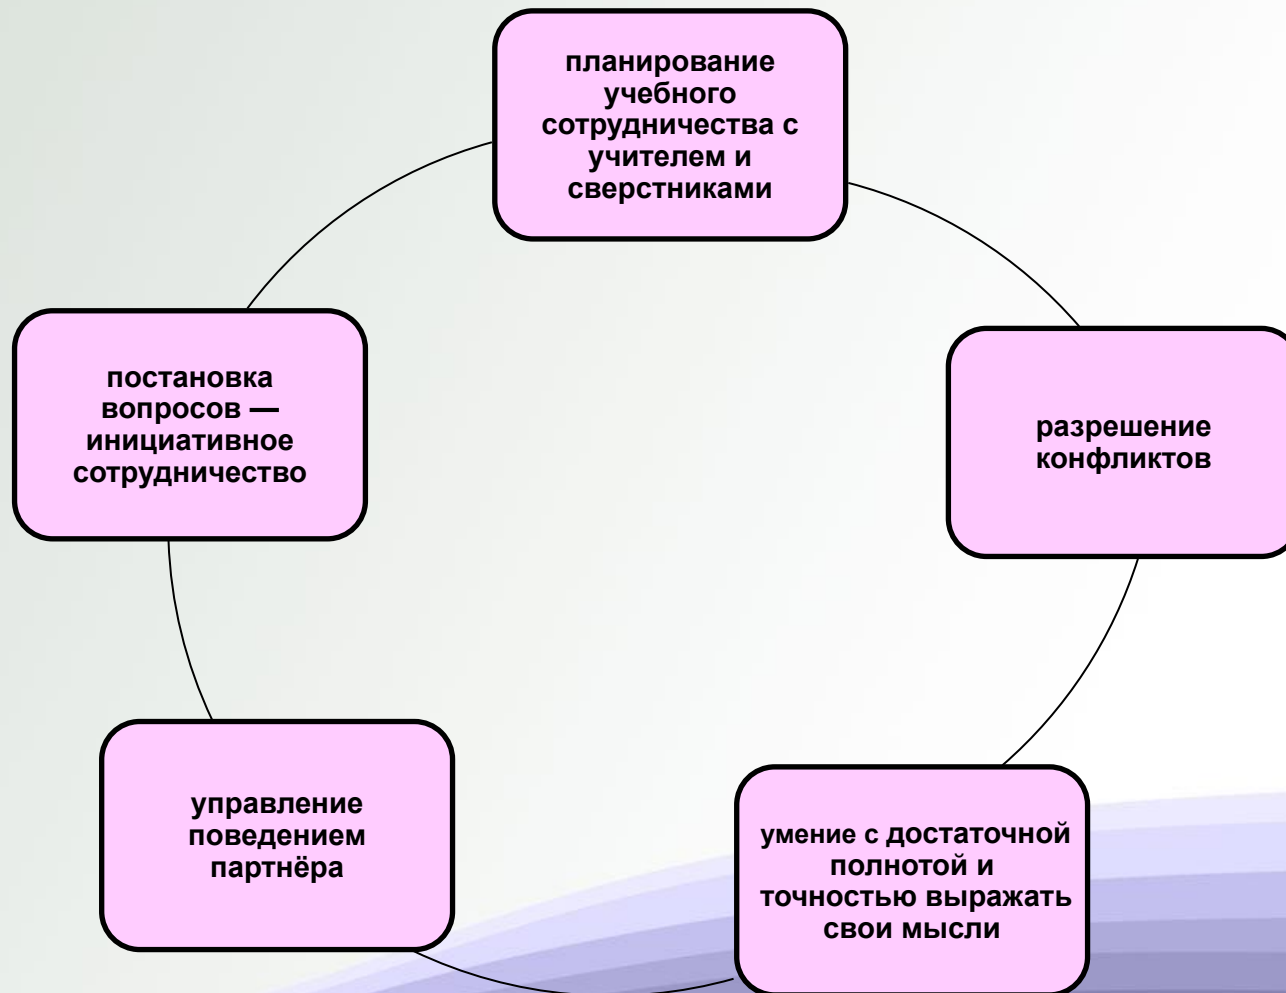 планирование
учебного
сотрудничества с
учителем и
сверстниками
постановка
вопросов —
инициативное
сотрудничество
разрешение
конфликтов
управление
поведением
партнёра
умение с достаточной
полнотой и
точностью выражать
свои мысли